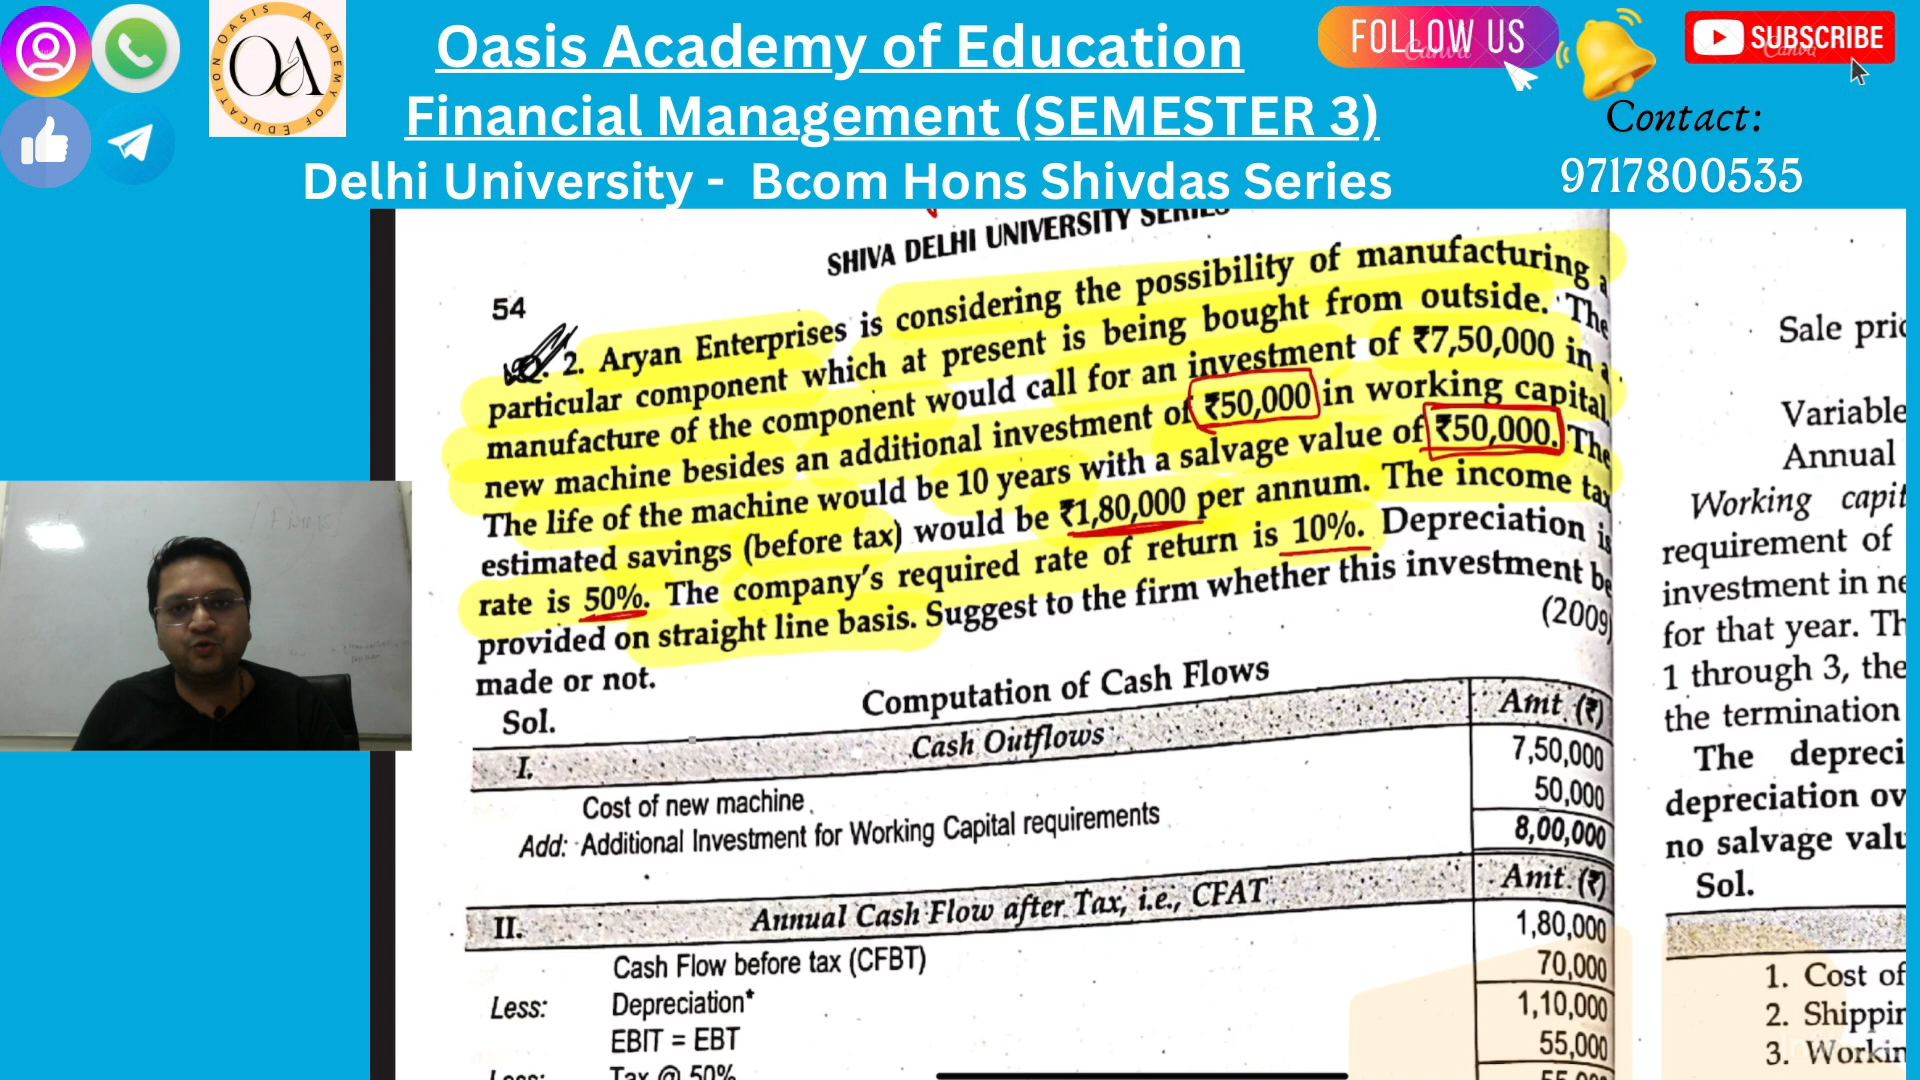 Oasis Academy of Education
Financial Management (SEMESTER 3)
Delhi University - Bcom Hons Shivdas Series
OASIS ACADEMY OF EDUCATION
OA
FOLLOW US
SUBSCRIBE
Contact:
9717800535
SHIVA DELHI UNIVERSITY SERIES
54
2. Aryan Enterprises is considering the possibility of manufacturing a
particular component which at present is being bought from outside. The
manufacture of the component would call for an investment of ₹7,50,000 in a
new machine besides an additional investment of ₹50,000 in working capital.
The life of the machine would be 10 years with a salvage value of ₹50,000. The
estimated savings (before tax) would be ₹1,80,000 per annum. The income tax
rate is 50%. The company's required rate of return is 10%. Depreciation is
provided on straight line basis. Suggest to the firm whether this investment be
made or not. (2009)
Sol. Computation of Cash Flows
I. Cash Outflows Amt (₹)
Cost of new machine 7,50,000
Add: Additional Investment for Working Capital requirements 50,000
8,00,000
II. Annual Cash Flow after Tax, i.e., CFAT Amt (₹)
Cash Flow before tax (CFBT) 1,80,000
Less: Depreciation* 70,000
EBIT = EBT 1,10,000
Less: Tax @ 50% 55,000
Sale
Variable
Annual
Working
requirement of
investment in
for that year.
1 through 3, the
the termination
The
depreciation
no salvage
Sol.
1. Cost of
2.
3.